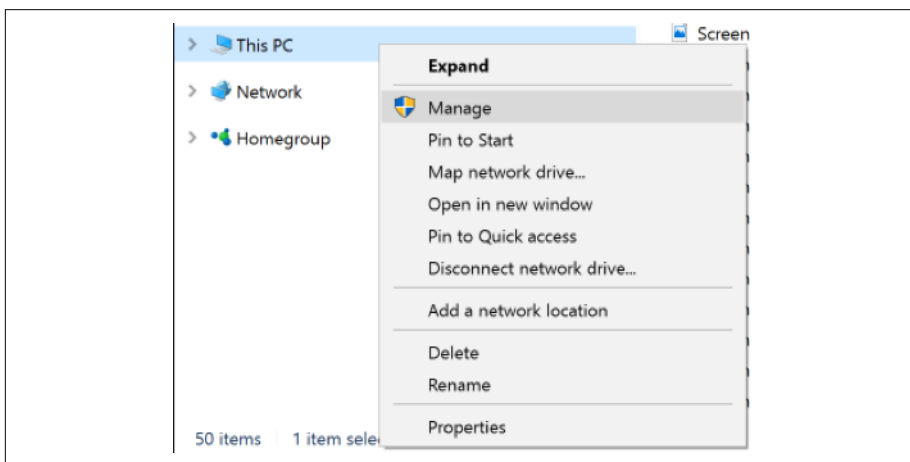 This PC
Screen
Expand
Network
Manage
Homegroup
Pin to Start
Map network drive...
Open in new window
Pin to Quick access
Disconnect network drive...
Add a network location
Delete
Rename
Properties
50 items 1 item sele